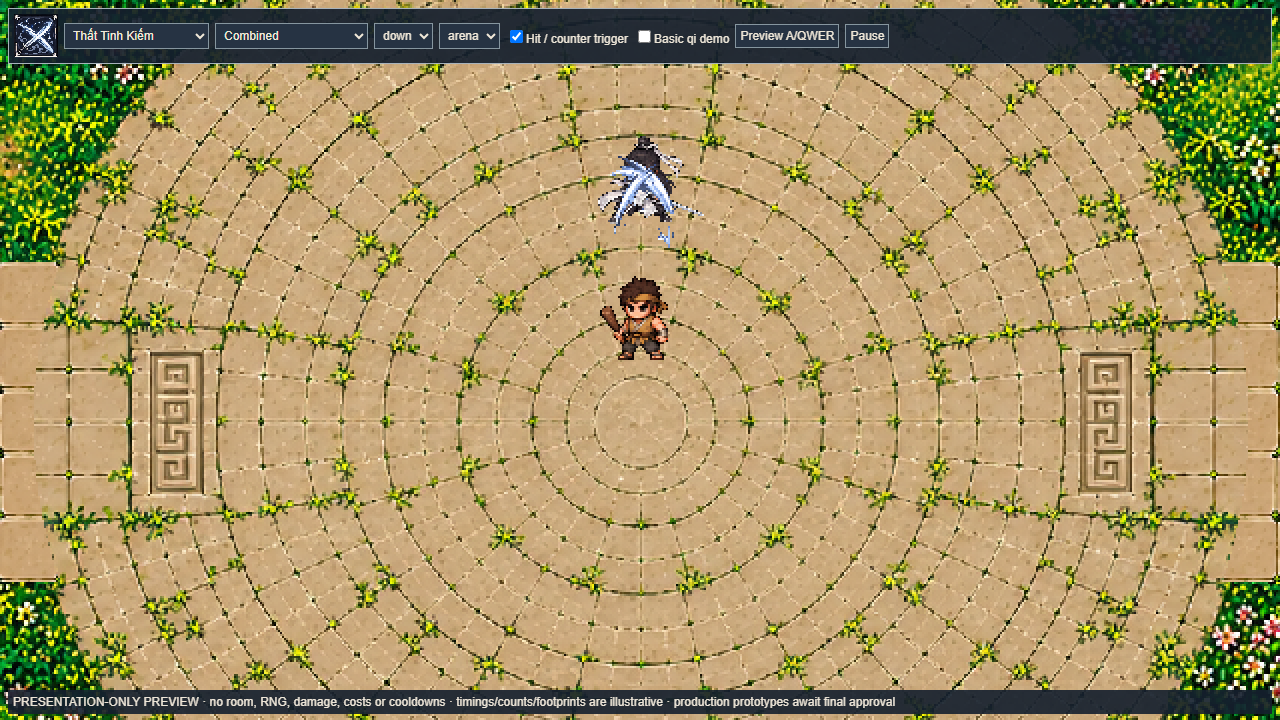 Thất Tinh Kiếm Combined down arena Hit / counter trigger Basic qi demo Preview A/QWER Pause
PRESENTATION-ONLY PREVIEW · no room, RNG, damage, costs or cooldowns · timings/counts/footprints are illustrative · production prototypes await final approval